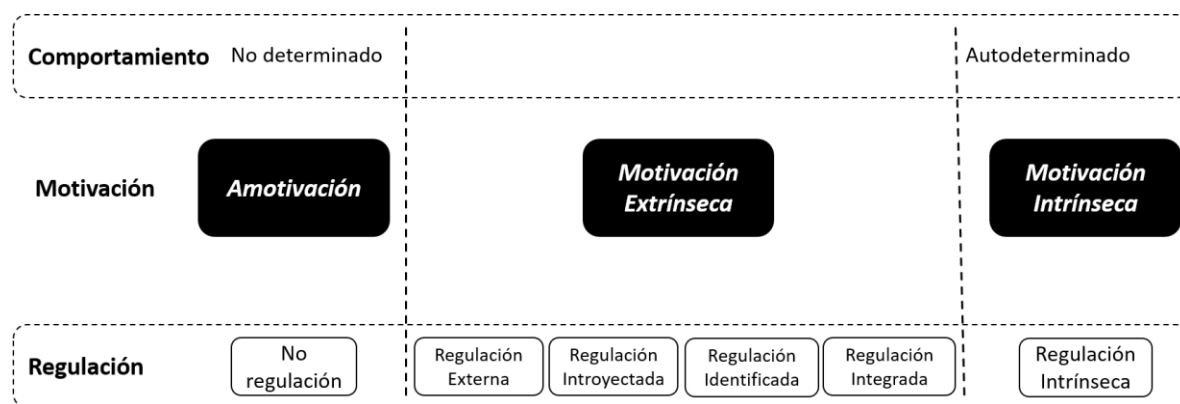 Comportamiento No determinado Autodeterminado
Motivación
Amotivación
Motivación
Extrínseca
Motivación
Intrínseca
Regulación
No
regulación
Regulación
Externa
Regulación
Introyectada
Regulación
Identificada
Regulación
Integrada
Regulación
Intrínseca